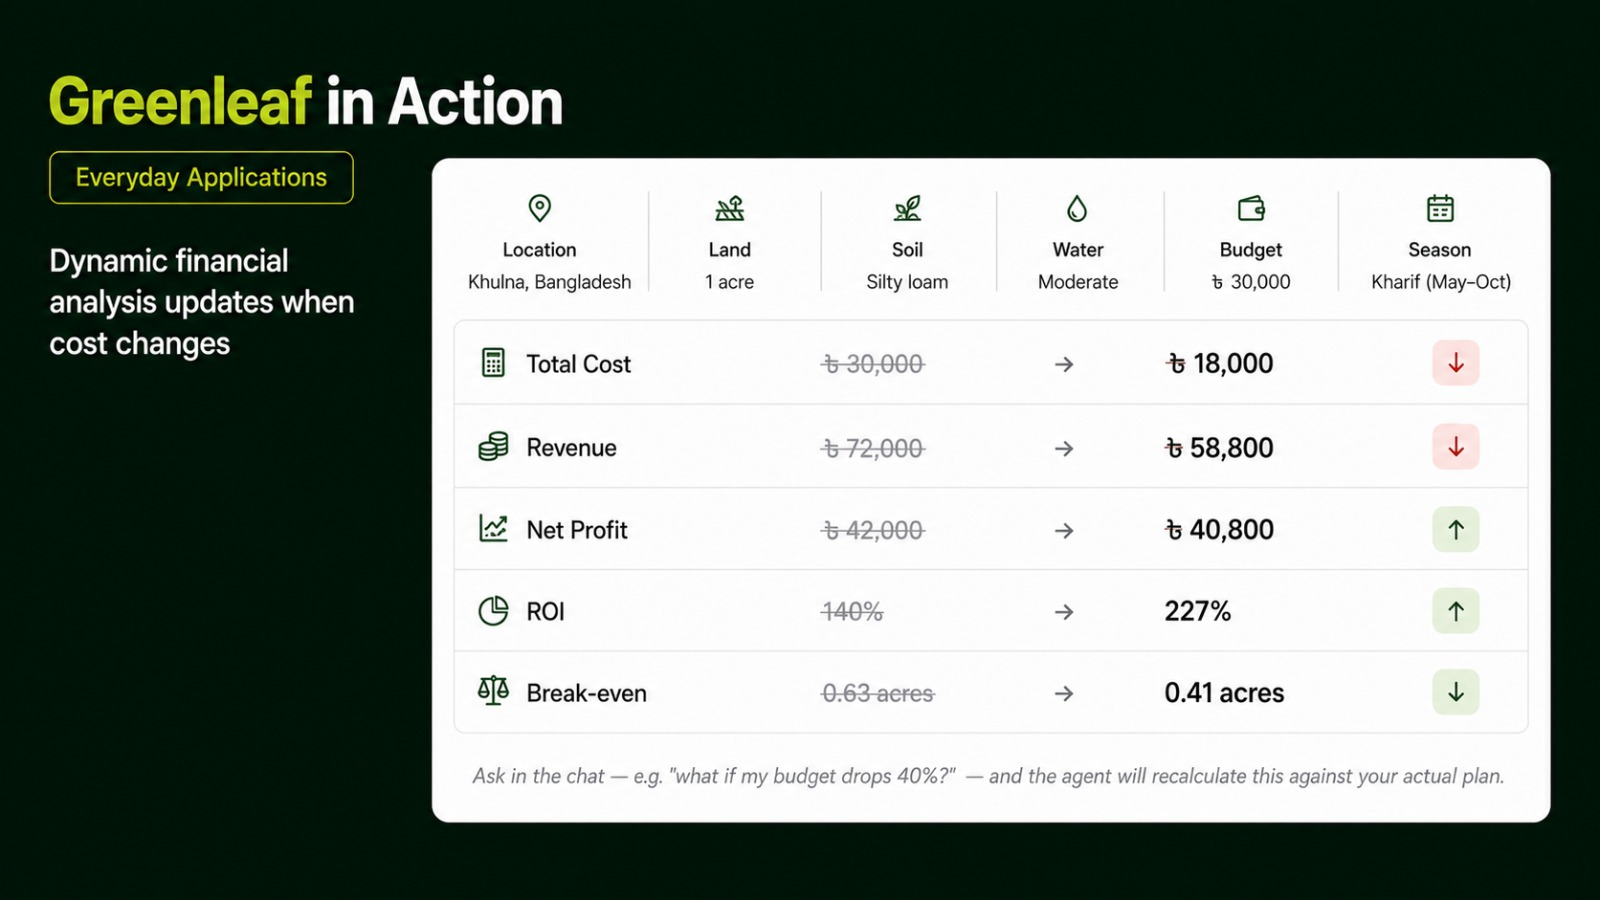 Greenleaf in Action
Everyday Applications
Dynamic financial
analysis updates when
cost changes
Location
Khulna, Bangladesh
Land
1 acre
Soil
Silty loam
Water
Moderate
Budget
৳ 30,000
Season
Kharif (May–Oct)
Total Cost ৳ 30,000 → ৳ 18,000 ↓
Revenue ৳ 72,000 → ৳ 58,800 ↓
Net Profit ৳ 42,000 → ৳ 40,800 ↑
ROI 140% → 227% ↑
Break-even 0.63 acres → 0.41 acres ↓
Ask in the chat — e.g. "what if my budget drops 40%?" — and the agent will recalculate this against your actual plan.